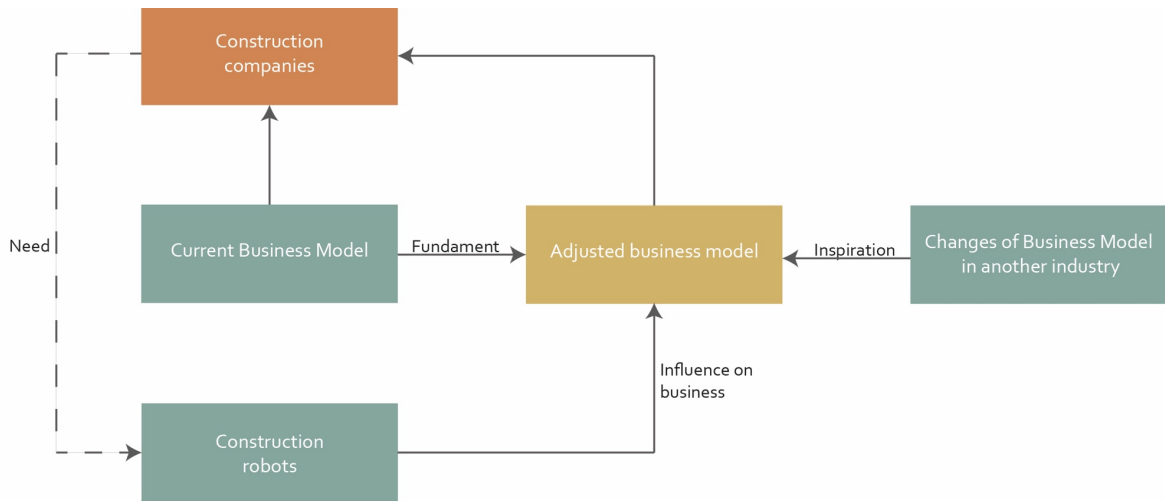 Construction
companies
Need
Current Business Model
Fundament
Adjusted business model
Inspiration
Changes of Business Model
in another industry
Influence on
business
Construction
robots